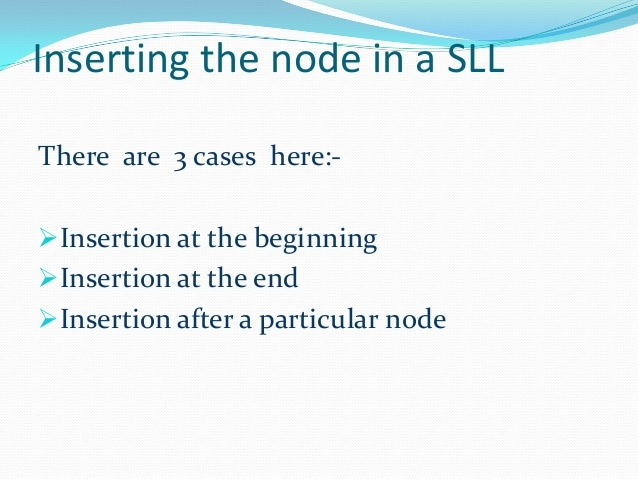 Inserting the node in a SLL
There are 3 cases here:-
➢Insertion at the beginning
➢Insertion at the end
➢Insertion after a particular node